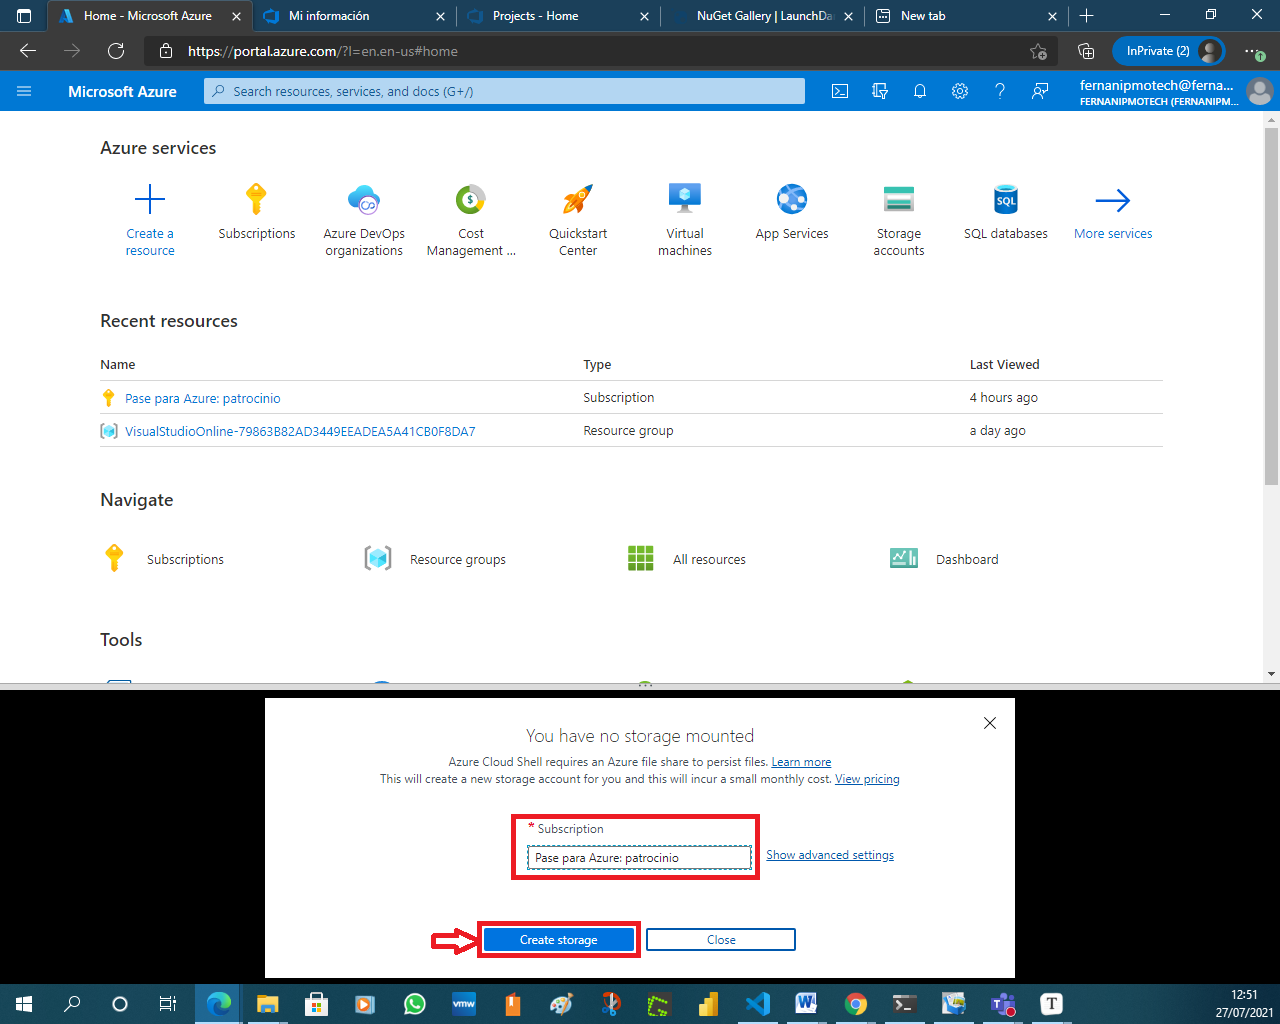 Home - Microsoft Azure
Mi información
Projects - Home
NuGet Gallery | LaunchDa
New tab
https://portal.azure.com/?l=en.en-us#home
InPrivate (2)
Microsoft Azure
Search resources, services, and docs (G+/)
fernanipmotech@ferna...
FERNANIPMOTECH (FERNANIPM...
Azure services
Create a resource
Subscriptions
Azure DevOps organizations
Cost Management ...
Quickstart Center
Virtual machines
App Services
Storage accounts
SQL
SQL databases
More services
Recent resources
Name Type Last Viewed
Pase para Azure: patrocinio Subscription 4 hours ago
VisualStudioOnline-79863B82AD3449EEADEA5A41CB0F8DA7 Resource group a day ago
Navigate
Subscriptions
Resource groups
All resources
Dashboard
Tools
You have no storage mounted
Azure Cloud Shell requires an Azure file share to persist files. Learn more
This will create a new storage account for you and this will incur a small monthly cost. View pricing
* Subscription
Pase para Azure: patrocinio
Show advanced settings
Create storage
Close
vmw
12:51
27/07/2021